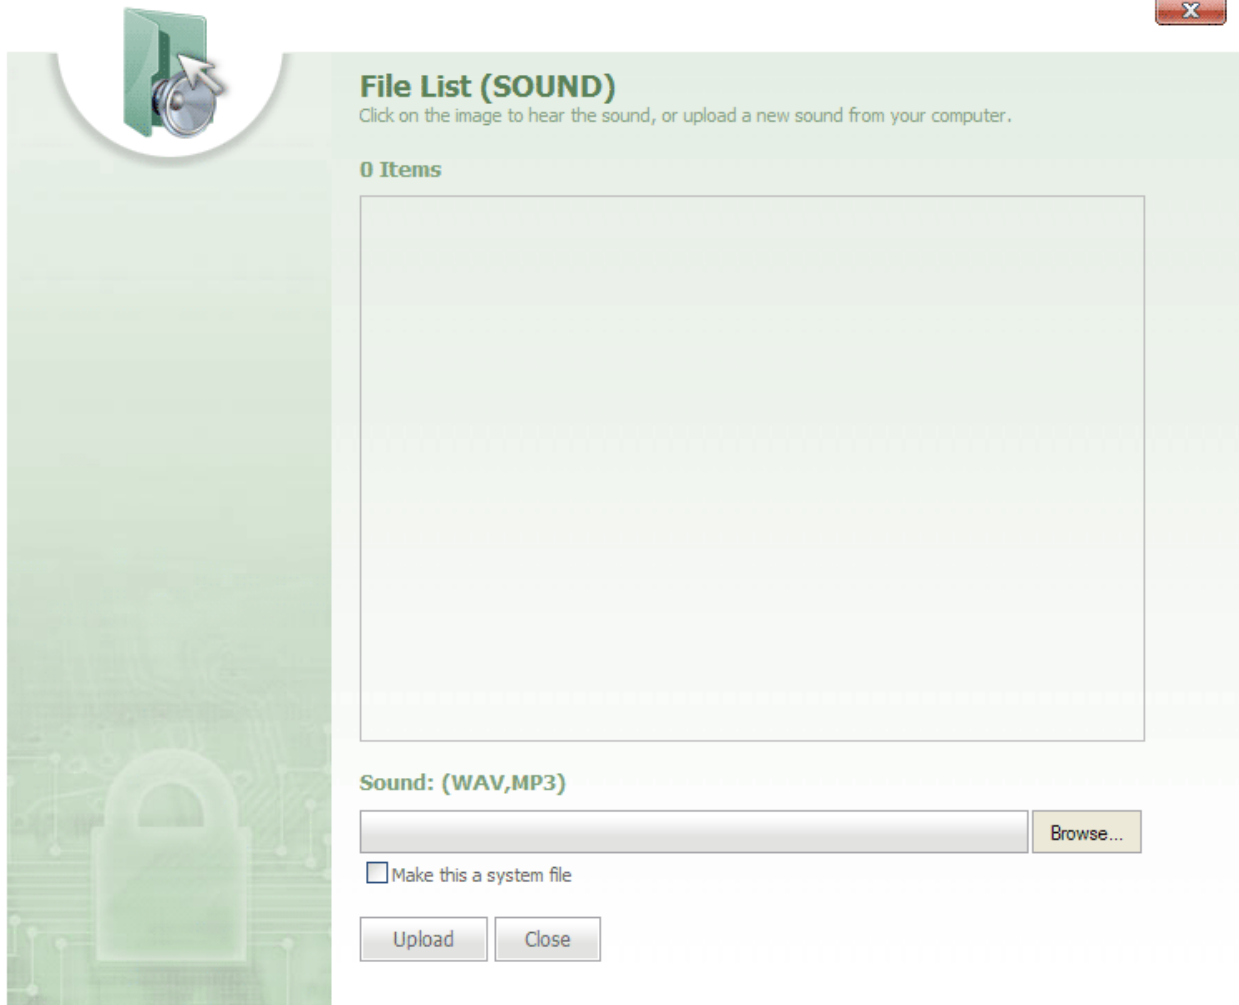 File List (SOUND)
Click on the image to hear the sound, or upload a new sound from your computer.
0 Items
Sound: (WAV,MP3)
Browse...
Make this a system file
Upload Close